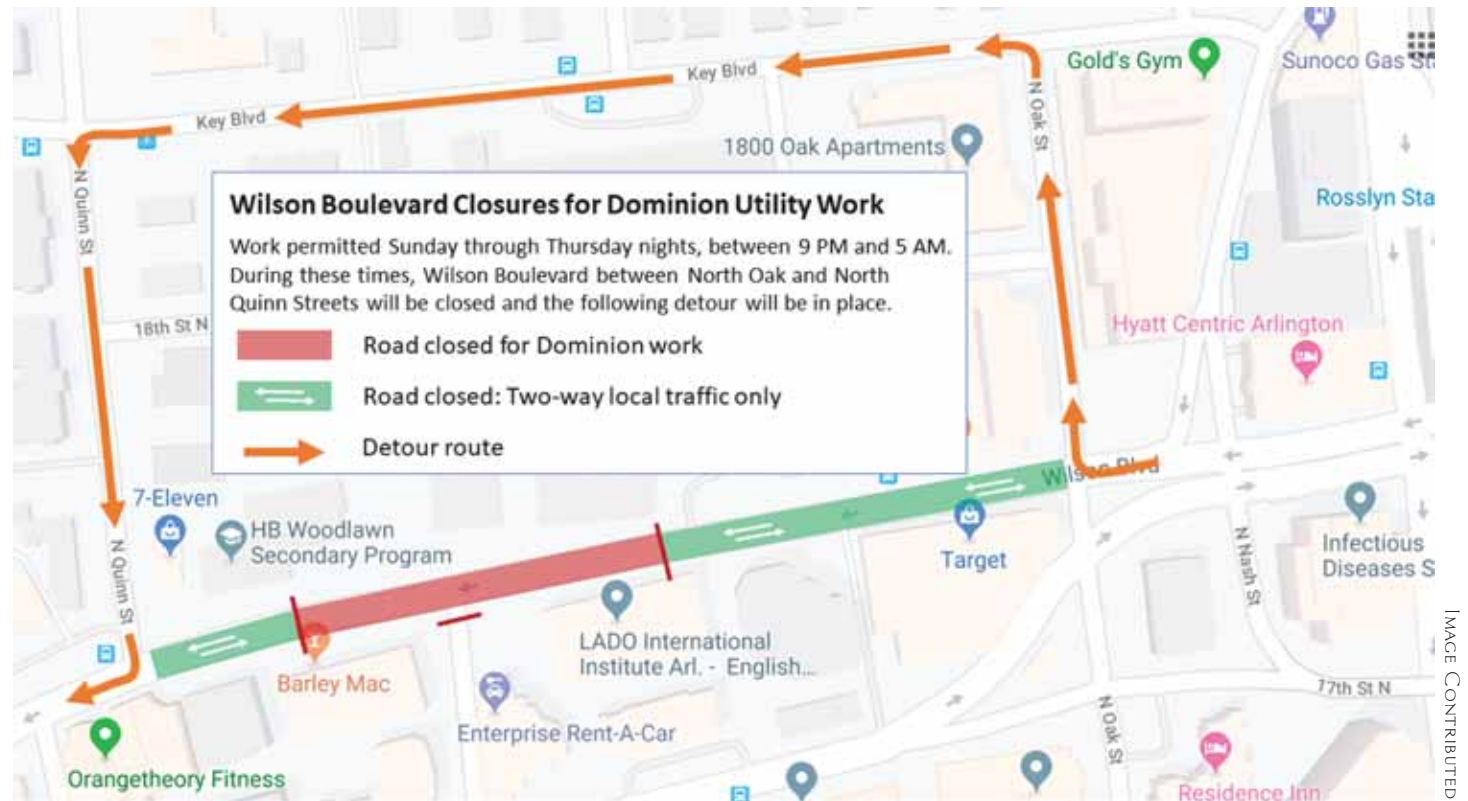 Sunoco Gas Sta
Gold's Gym
Key Blvd
N Oak St
Key Blvd
1800 Oak Apartments
N Quinn St
Rosslyn Sta
Wilson Boulevard Closures for Dominion Utility Work
Work permitted Sunday through Thursday nights, between 9 PM and 5 AM.
During these times, Wilson Boulevard between North Oak and North
Quinn Streets will be closed and the following detour will be in place.
Road closed for Dominion work
Road closed: Two-way local traffic only
Detour route
18th St N
Hyatt Centric Arlington
Wilson Blvd
7-Eleven
HB Woodlawn
Secondary Program
N Quinn St
Target
Infectious
Diseases S
N Nash St
LADO International
Institute Arl. - English...
Barley Mac
Enterprise Rent-A-Car
17th St N
N Oak St
Orangetheory Fitness
Residence Inn
IMAGE CONTRIBUTED